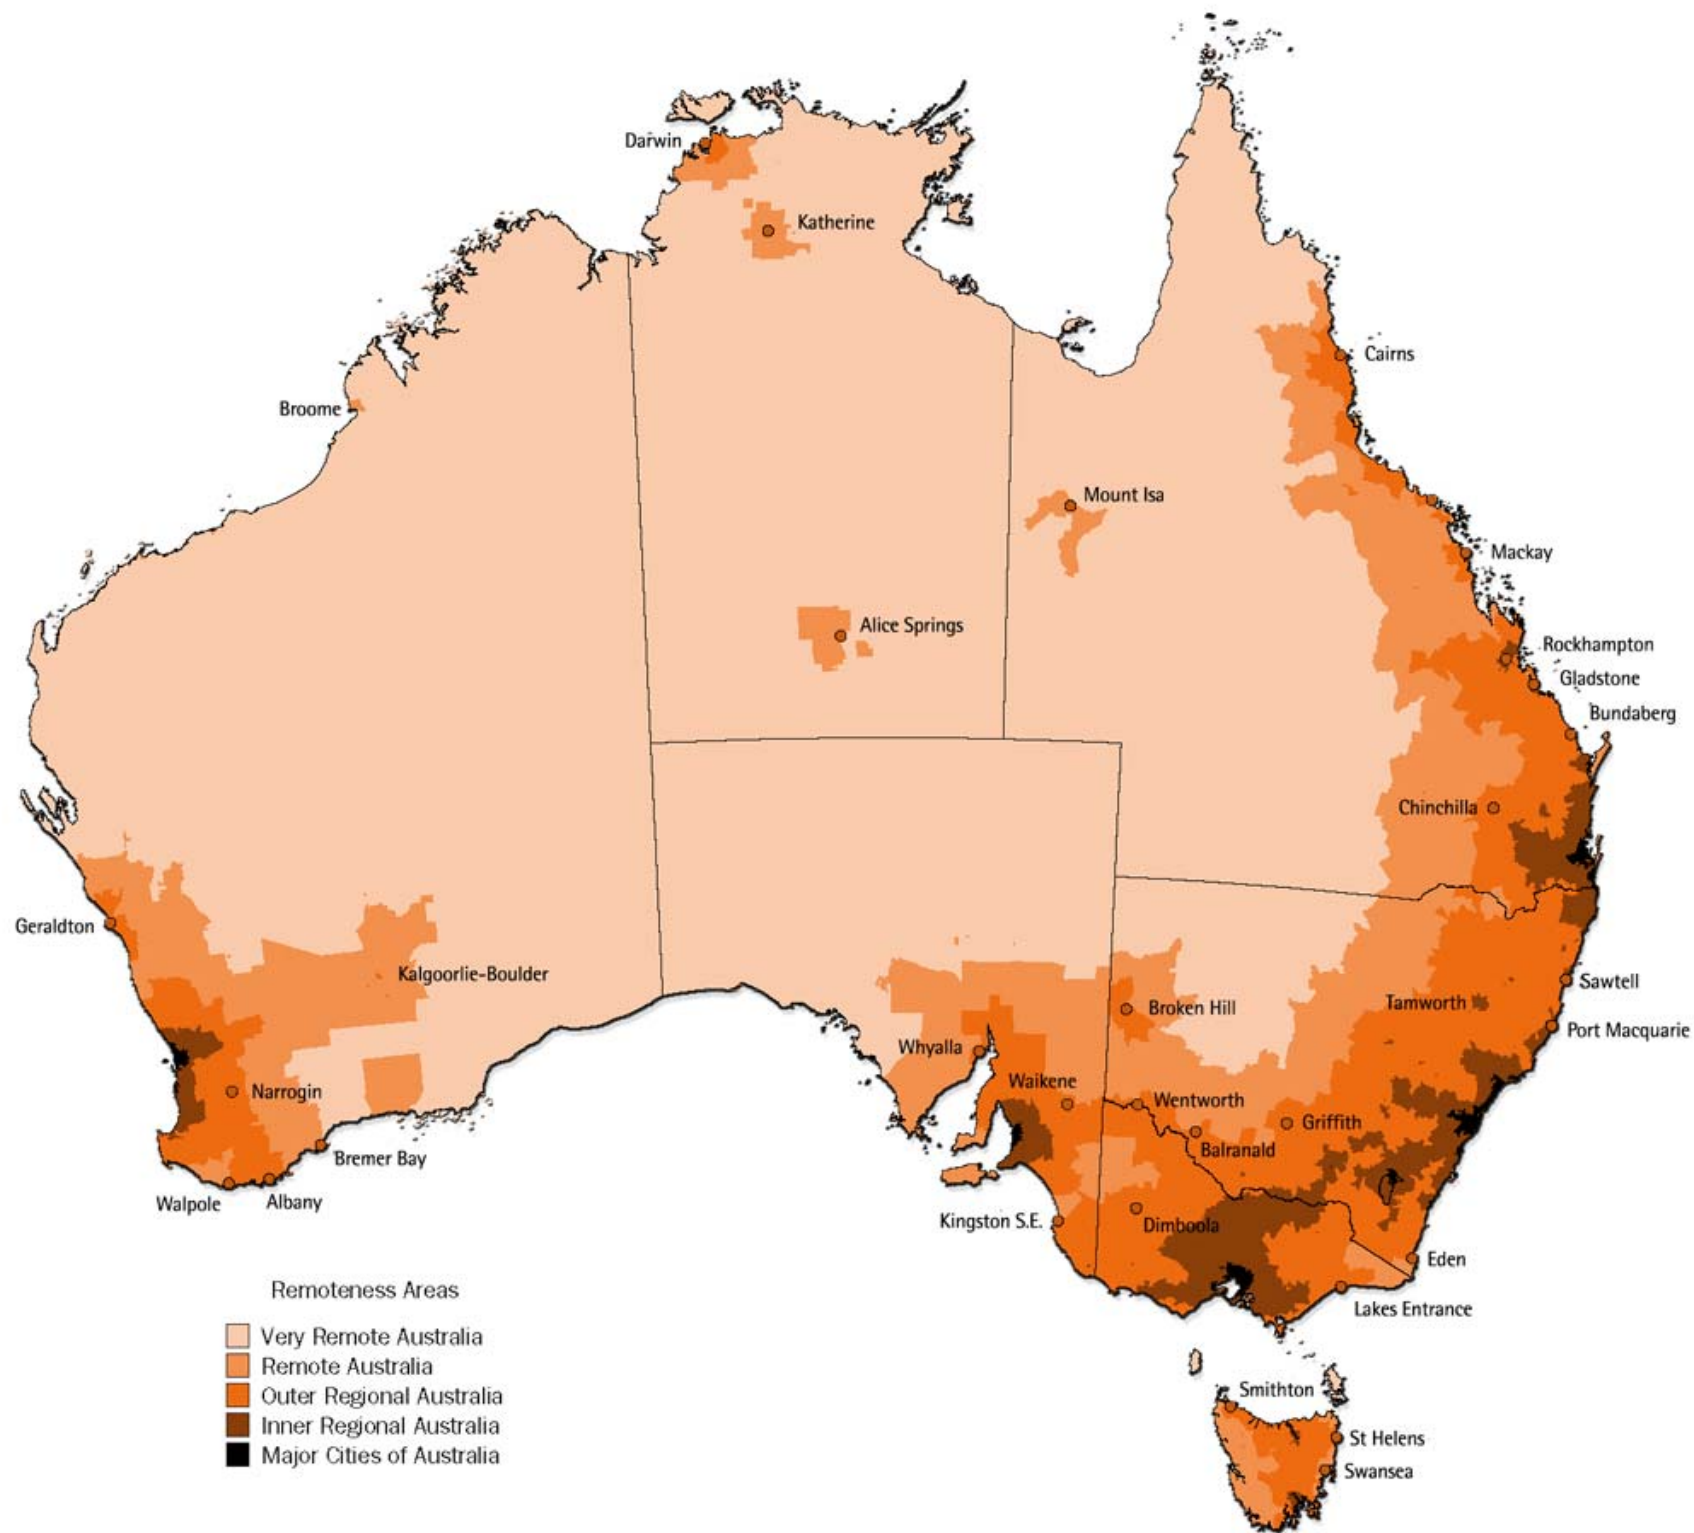 Darwin
Katherine
Cairns
Broome
Mount Isa
Mackay
Alice Springs
Rockhampton
Gladstone
Bundaberg
Chinchilla
Geraldton
Kalgoorlie-Boulder
Sawtell
Tamworth
Broken Hill
Port Macquarie
Whyalla
Waikene
Narrogin
Wentworth
Griffith
Balranald
Bremer Bay
Walpole
Albany
Kingston S.E.
Dimboola
Eden
Lakes Entrance
Remoteness Areas
Very Remote Australia
Remote Australia
Outer Regional Australia
Inner Regional Australia
Major Cities of Australia
Smithton
St Helens
Swansea